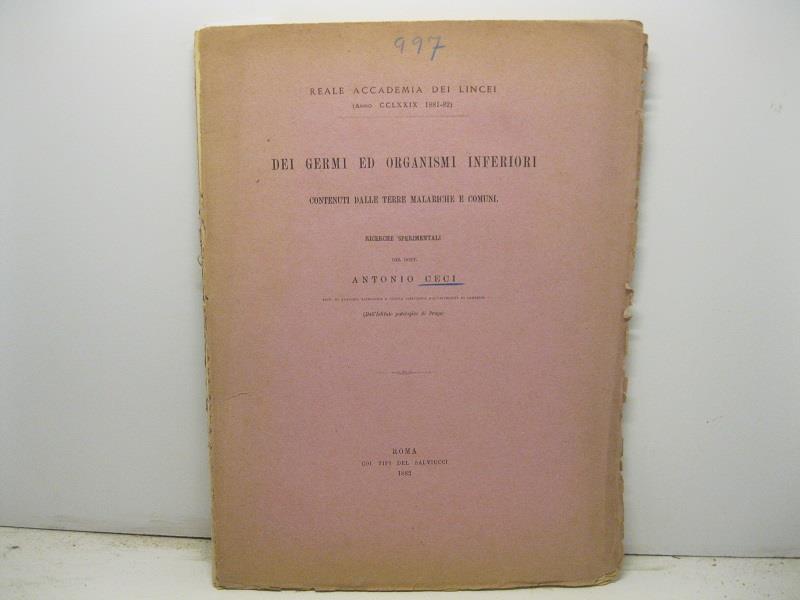 997
REALE ACCADEMIA DEI LINCEI
(ANNO CCLXXIX 1881-82)
DEI GERMI ED ORGANISMI INFERIORI
CONTENUTI DALLE TERRE MALARICHE E COMUNI.
RICERCHE SPERIMENTALI
DEL DOTT.
ANTONIO CECI
(Dall'Istituto patologico di Praga)
ROMA
COI TIPI DEL SALVIUCCI
1882